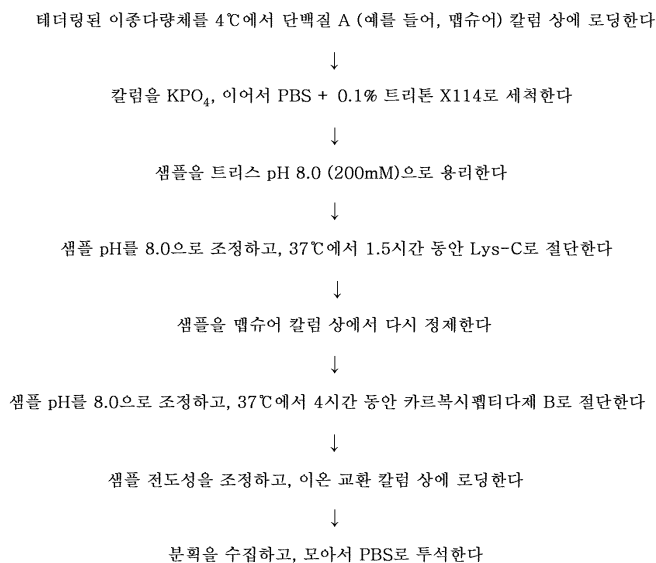 테더링된 이종다량체를 4℃에서 단백질 A (예를 들어, 맵슈어) 칼럼 상에 로딩한다
↓
칼럼을 KPO₄, 이어서 PBS + 0.1% 트리톤 X114로 세척한다
↓
샘플을 트리스 pH 8.0 (200mM)으로 용리한다
↓
샘플 pH를 8.0으로 조정하고, 37℃에서 1.5시간 동안 Lys-C로 절단한다
↓
샘플을 맵슈어 칼럼 상에서 다시 정제한다
↓
샘플 pH를 8.0으로 조정하고, 37℃에서 4시간 동안 카르복시펩티다제 B로 절단한다
↓
샘플 전도성을 조정하고, 이온 교환 칼럼 상에 로딩한다
↓
분획을 수집하고, 모아서 PBS로 투석한다